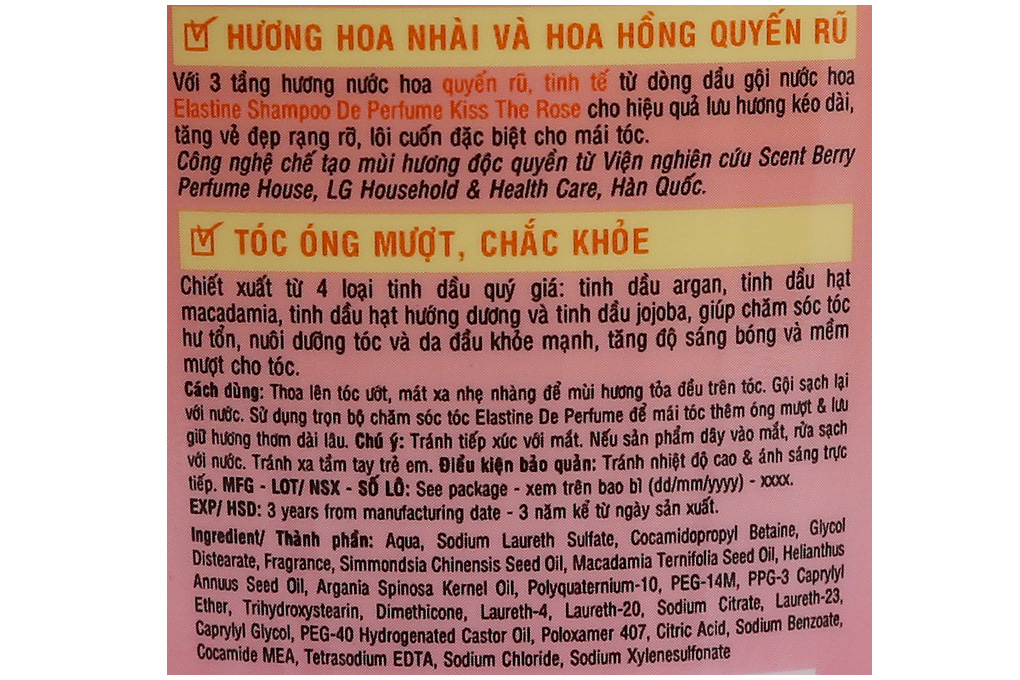 HƯƠNG HOA NHÀI VÀ HOA HỒNG QUYẾN RŨ
Với 3 tầng hương nước hoa quyến rũ, tinh tế từ dòng dầu gội nước hoa
Elastine Shampoo De Perfume Kiss The Rose cho hiệu quả lưu hương kéo dài,
tăng vẻ đẹp rạng rỡ, lôi cuốn đặc biệt cho mái tóc.
Công nghệ chế tạo mùi hương độc quyền từ Viện nghiên cứu Scent Berry
Perfume House, LG Household & Health Care, Hàn Quốc.
TÓC ÓNG MƯỢT, CHẮC KHỎE
Chiết xuất từ 4 loại tinh dầu quý giá: tinh dầu argan, tinh dầu hạt
macadamia, tinh dầu hạt hướng dương và tinh dầu jojoba, giúp chăm sóc tóc
hư tổn, nuôi dưỡng tóc và da đầu khỏe mạnh, tăng độ sáng bóng và mềm
mượt cho tóc.
Cách dùng: Thoa lên tóc ướt, mát xa nhẹ nhàng để mùi hương tỏa đều trên tóc. Gội sạch lại
với nước. Sử dụng trọn bộ chăm sóc tóc Elastine De Perfume để mái tóc thêm óng mượt & lưu
giữ hương thơm dài lâu. Chú ý: Tránh tiếp xúc với mắt. Nếu sản phẩm dây vào mắt, rửa sạch
với nước. Tránh xa tầm tay trẻ em. Điều kiện bảo quản: Tránh nhiệt độ cao & ánh sáng trực
tiếp. MFG - LOT/ NSX - SỐ LÔ: See package - xem trên bao bì (dd/mm/yyyy) - xxxx.
EXP/ HSD: 3 years from manufacturing date - 3 năm kể từ ngày sản xuất.
Ingredient/ Thành phần: Aqua, Sodium Laureth Sulfate, Cocamidopropyl Betaine, Glycol
Distearate, Fragrance, Simmondsia Chinensis Seed Oil, Macadamia Ternifolia Seed Oil, Helianthus
Annuus Seed Oil, Argania Spinosa Kernel Oil, Polyquaternium-10, PEG-14M, PPG-3 Caprylyl
Ether, Trihydroxystearin, Dimethicone, Laureth-4, Laureth-20, Sodium Citrate, Laureth-23,
Caprylyl Glycol, PEG-40 Hydrogenated Castor Oil, Poloxamer 407, Citric Acid, Sodium Benzoate,
Cocamide MEA, Tetrasodium EDTA, Sodium Chloride, Sodium Xylenesulfonate